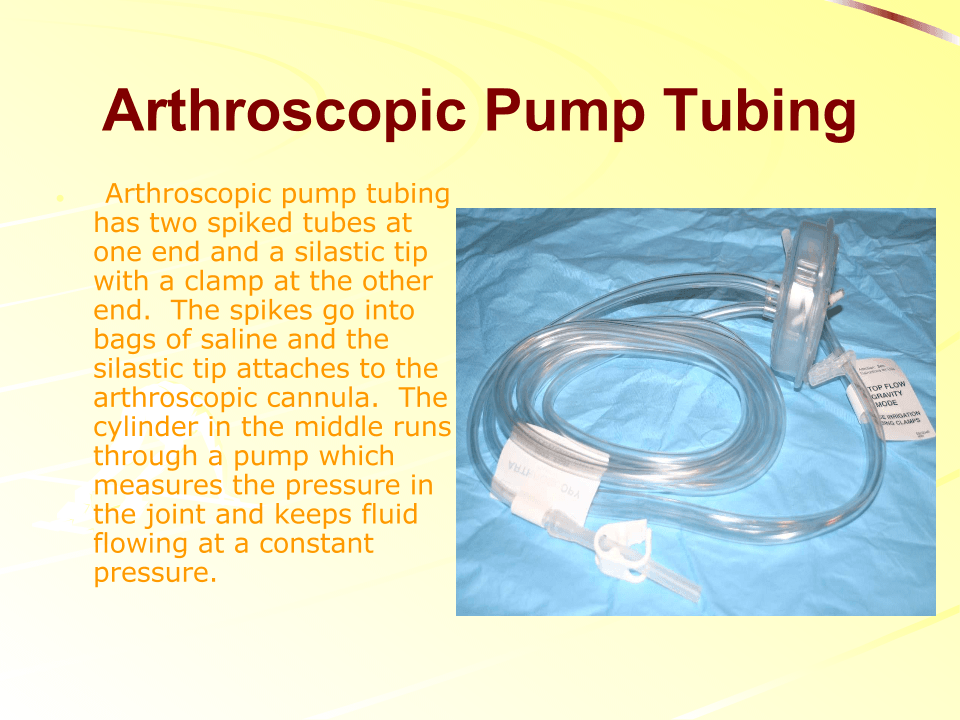 Arthroscopic Pump Tubing
Arthroscopic pump tubing
has two spiked tubes at
one end and a silastic tip
with a clamp at the other
end.  The spikes go into
bags of saline and the
silastic tip attaches to the
arthroscopic cannula.  The
cylinder in the middle runs
through a pump which
measures the pressure in
the joint and keeps fluid
flowing at a constant
pressure.
TOP FLOW
GRAVITY
MODE
IRRIGATION
CLAMPS